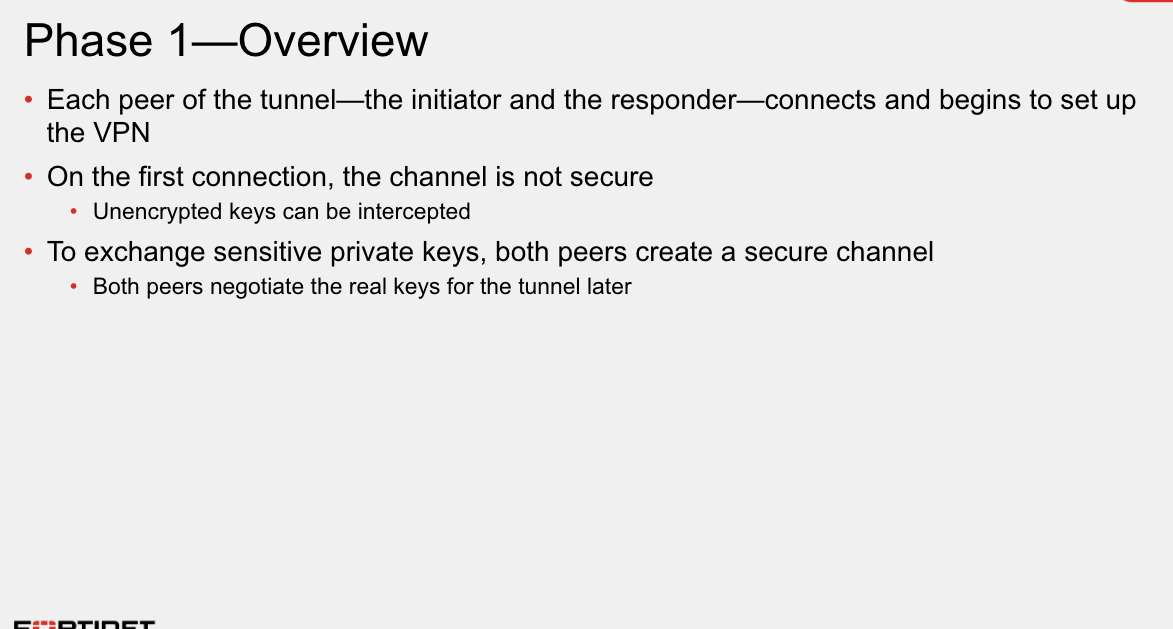 Phase 1—Overview
• Each peer of the tunnel—the initiator and the responder—connects and begins to set up
the VPN
• On the first connection, the channel is not secure
• Unencrypted keys can be intercepted
• To exchange sensitive private keys, both peers create a secure channel
• Both peers negotiate the real keys for the tunnel later
FORTINET